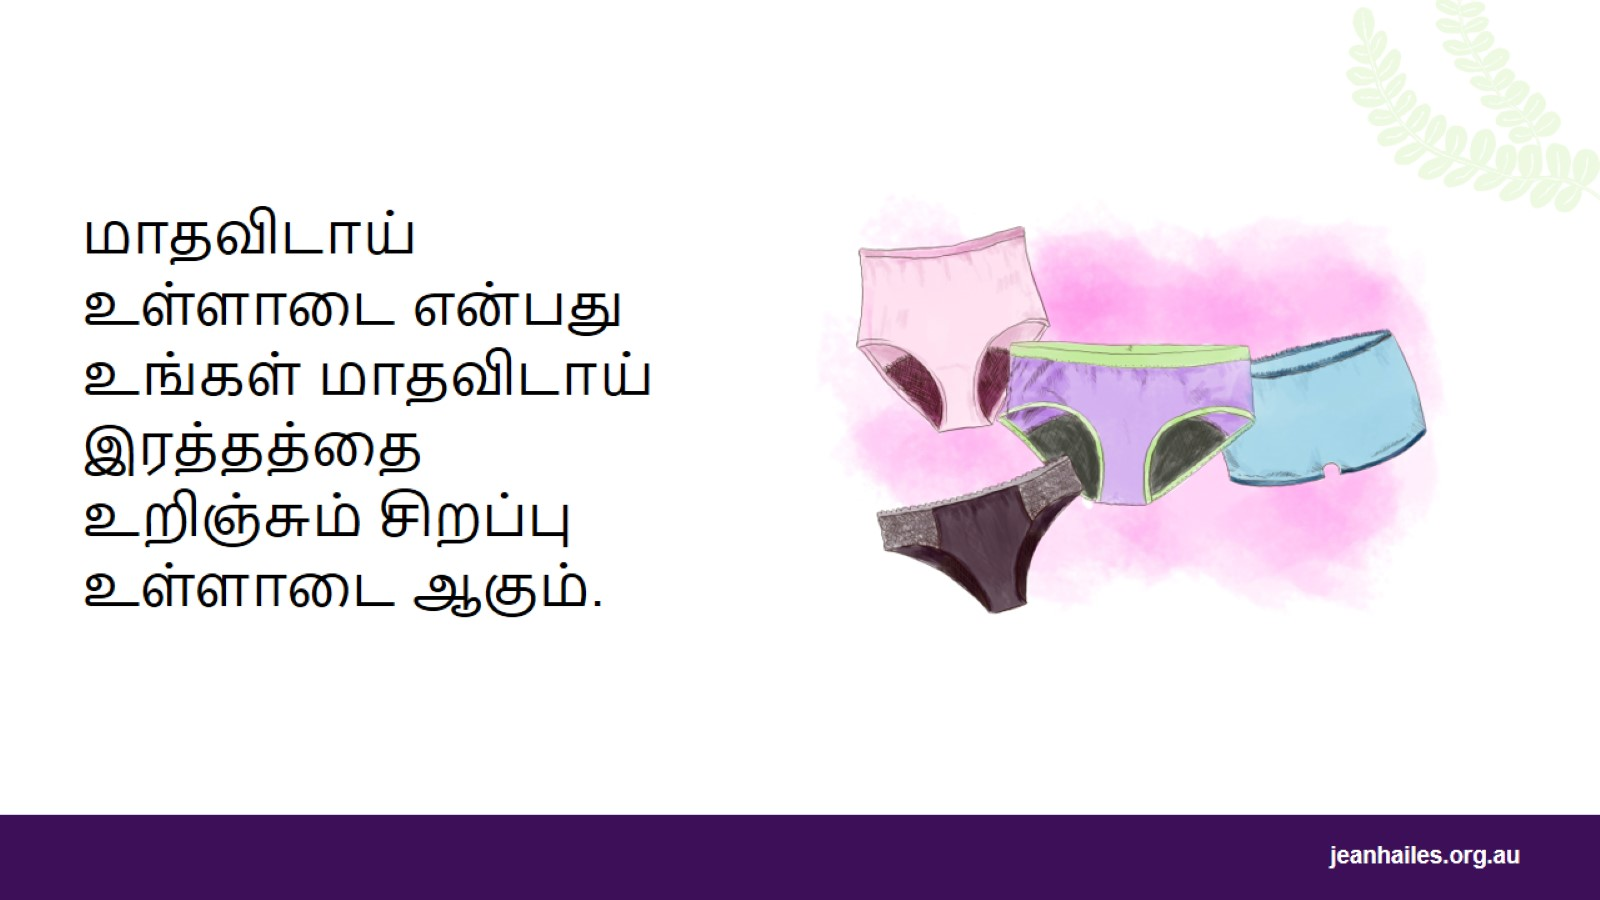 மாதவிடாய்
உள்ளாடை என்பது
உங்கள் மாதவிடாய்
இரத்தத்தை
உறிஞ்சும் சிறப்பு
உள்ளாடை ஆகும்.
jeanhailes.org.au